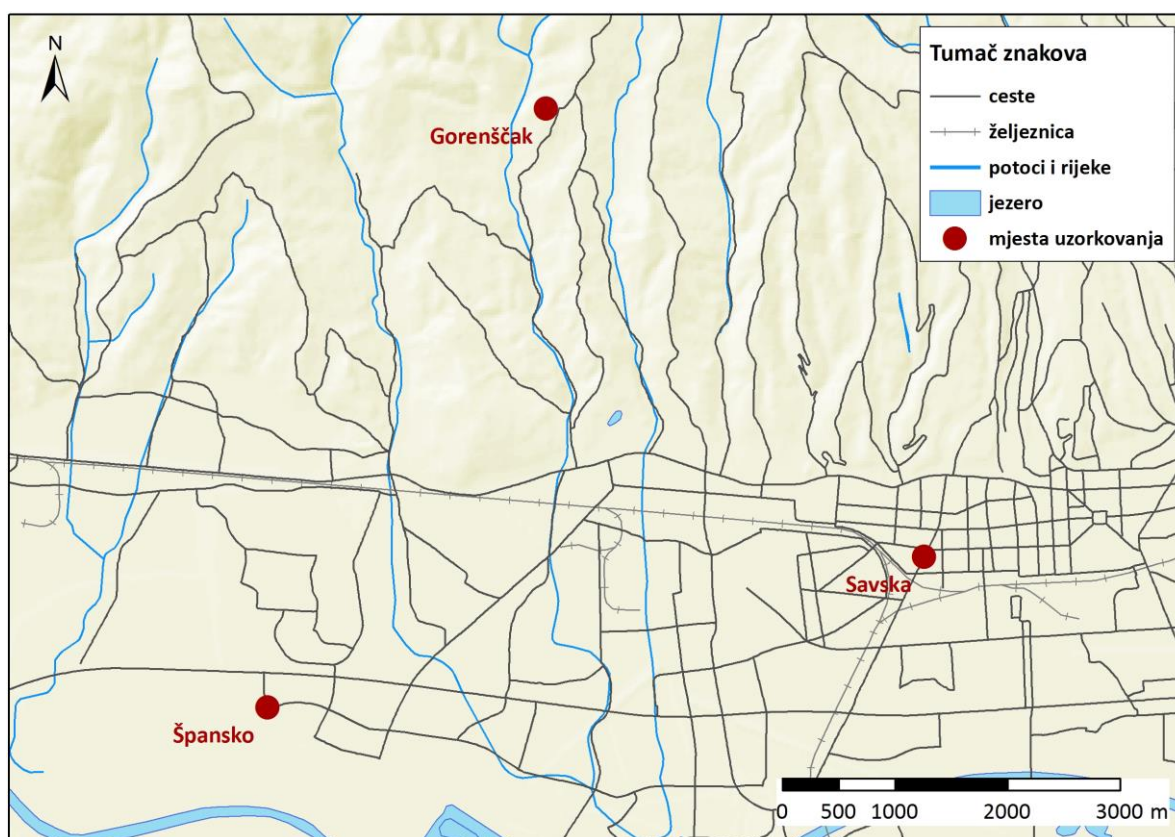 N
Tumač znakova
ceste
željeznica
potoci i rijeke
jezero
mjesta uzorkovanja
Gorenščak
Savska
Špansko
0 500 1000 2000 3000 m